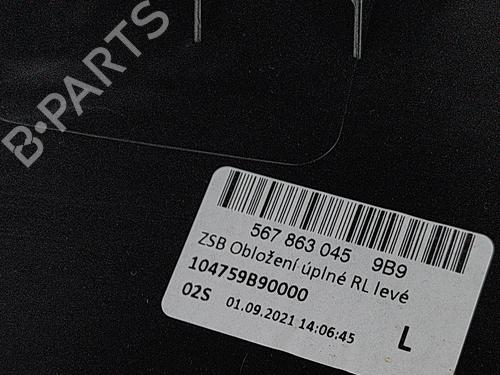 B-PARTS
567 863 045 9B9
ZSB Obložení úplné RL levé
104759B90000
02S 01.09.2021 14:06:45 L